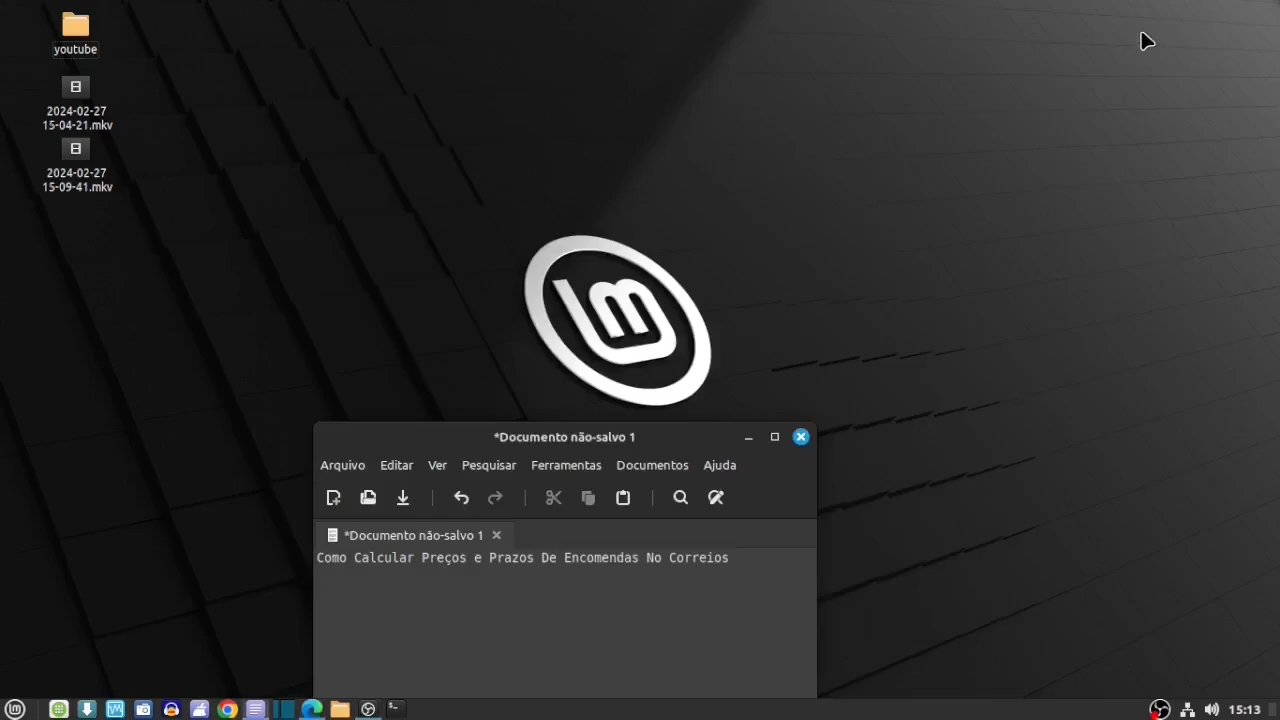 youtube
2024-02-27
15-04-21.mkv
2024-02-27
15-09-41.mkv
*Documento não-salvo 1
Arquivo Editar Ver Pesquisar Ferramentas Documentos Ajuda
*Documento não-salvo 1
Como Calcular Preços e Prazos De Encomendas No Correios
15:13